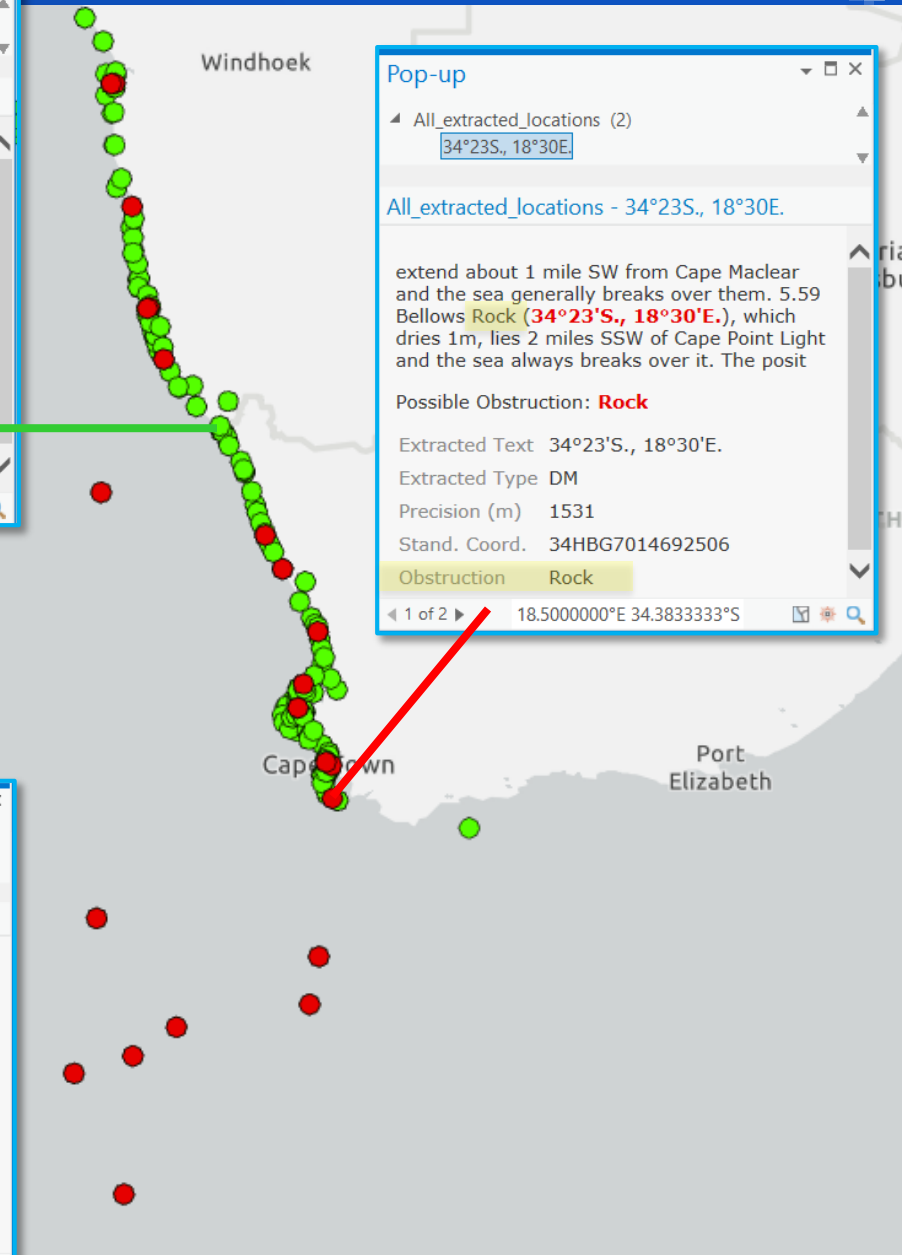 Windhoek
Pop-up
All_extracted_locations (2)
34°23S., 18°30E.
All_extracted_locations - 34°23S., 18°30E.
extend about 1 mile SW from Cape Maclear
and the sea generally breaks over them. 5.59
Bellows Rock (34°23'S., 18°30'E.), which
dries 1m, lies 2 miles SSW of Cape Point Light
and the sea always breaks over it. The posit
Possible Obstruction: Rock
Extracted Text 34°23'S., 18°30'E.
Extracted Type DM
Precision (m) 1531
Stand. Coord. 34HBG7014692506
Obstruction Rock
1 of 2
18.5000000°E 34.3833333°S
Cape Town
Port
Elizabeth